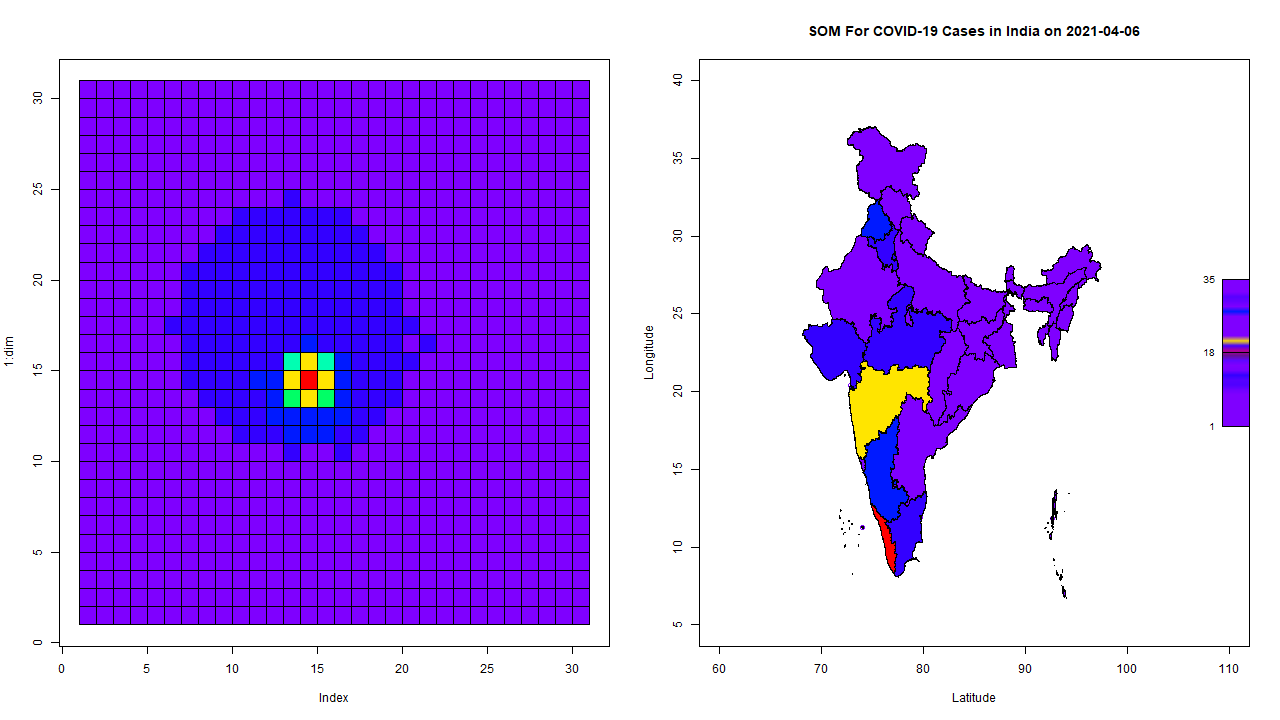 SOM For COVID-19 Cases in India on 2021-04-06
1:dim
0 5 10 15 20 25 30
0 5 10 15 20 25 30
Index
Longitude
5 10 15 20 25 30 35 40
60 70 80 90 100 110
Latitude
35
18
1